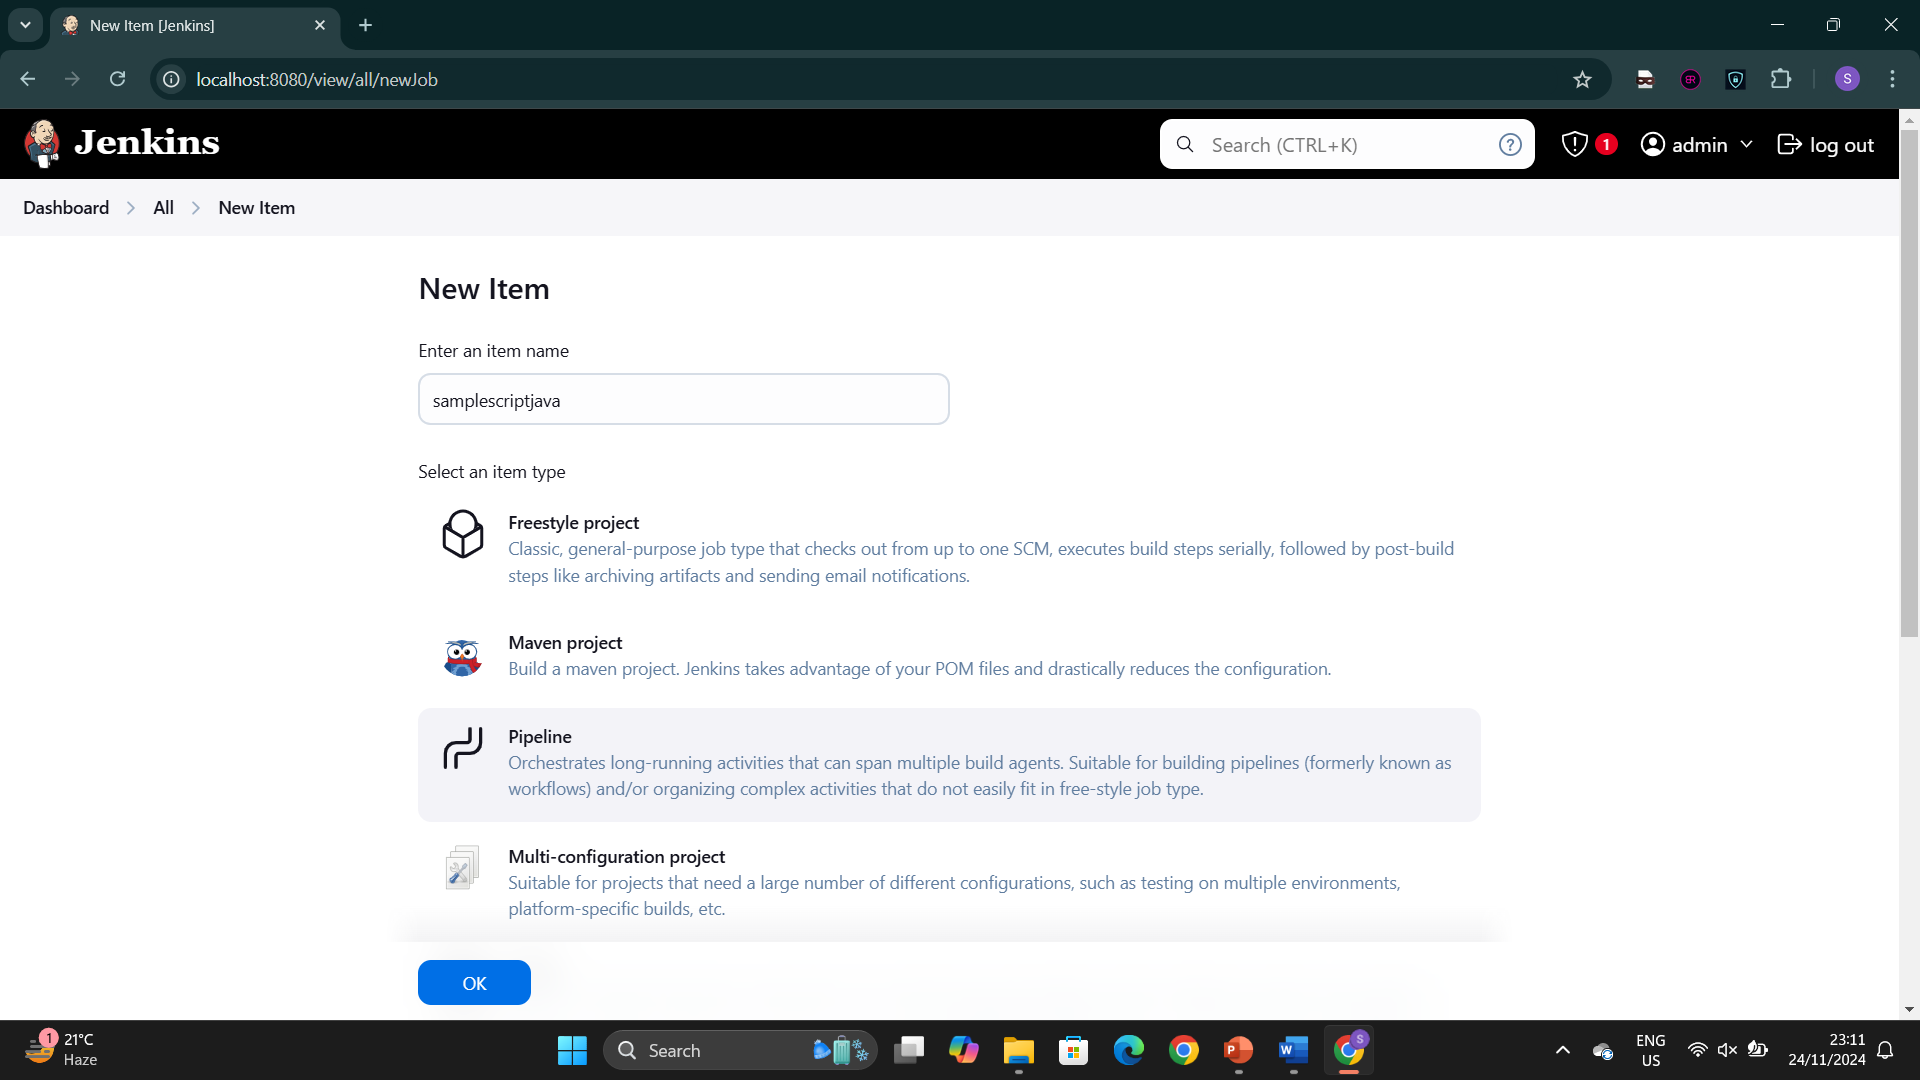 New Item [Jenkins]
localhost:8080/view/all/newJob
S
Jenkins
Search (CTRL+K)
1
admin
log out
Dashboard
All
New Item
New Item
Enter an item name
samplescriptjava
Select an item type
Freestyle project
Classic, general-purpose job type that checks out from up to one SCM, executes build steps serially, followed by post-build
steps like archiving artifacts and sending email notifications.
Maven project
Build a maven project. Jenkins takes advantage of your POM files and drastically reduces the configuration.
Pipeline
Orchestrates long-running activities that can span multiple build agents. Suitable for building pipelines (formerly known as
workflows) and/or organizing complex activities that do not easily fit in free-style job type.
Multi-configuration project
Suitable for projects that need a large number of different configurations, such as testing on multiple environments,
platform-specific builds, etc.
OK
1
21°C
Haze
Search
P
W
S
ENG
US
23:11
24/11/2024